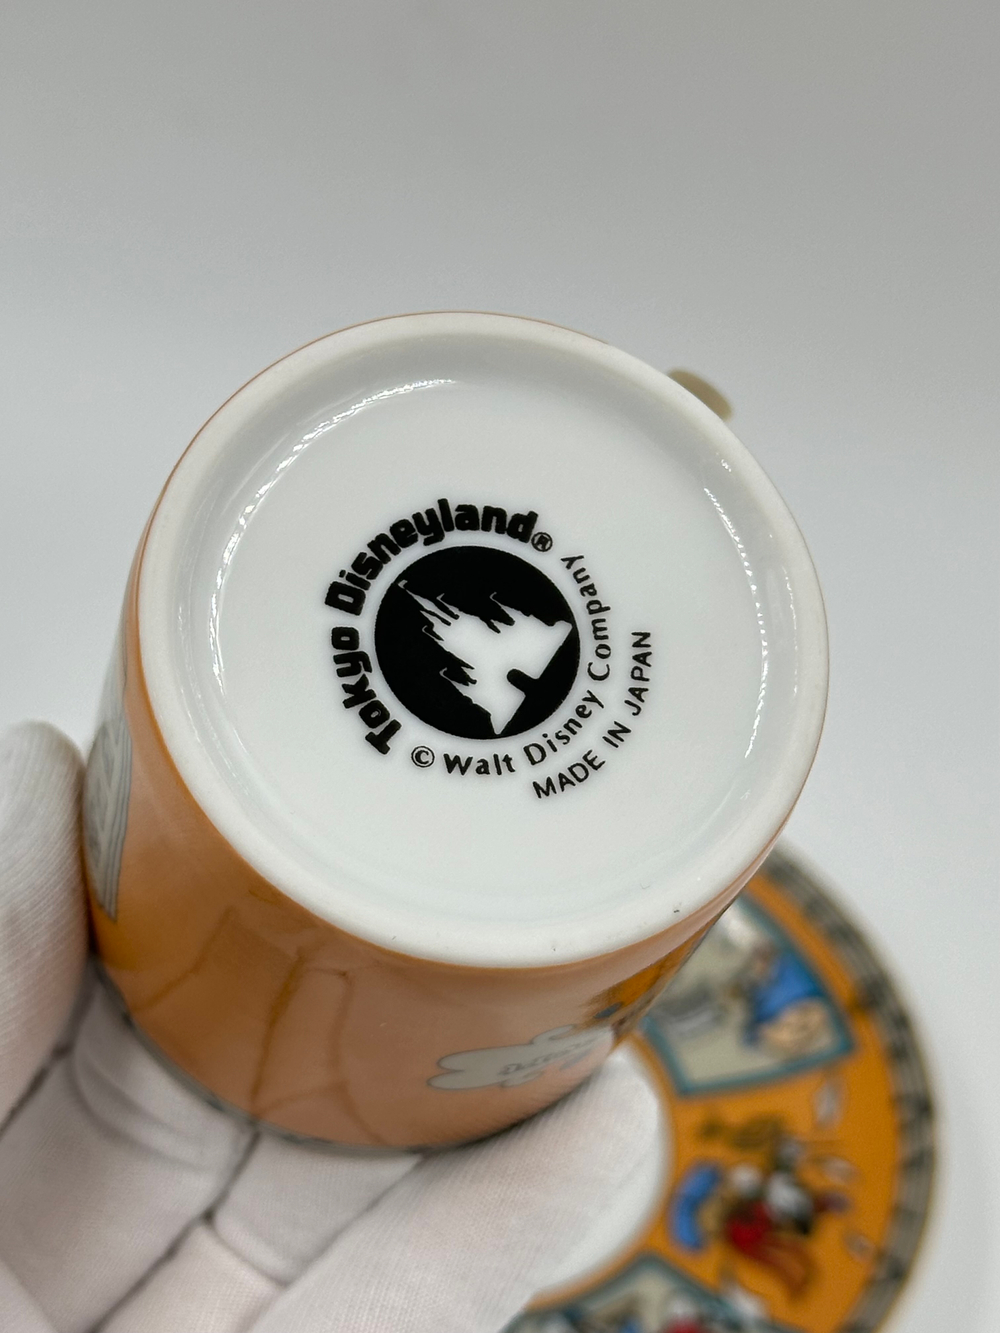 Tokyo Disneyland®
© Walt Disney Company
MADE IN JAPAN